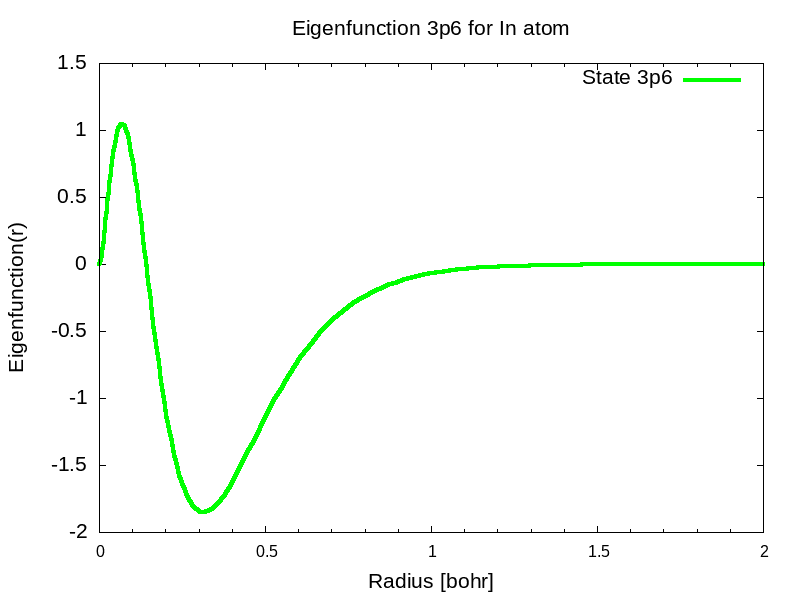 Eigenfunction 3p6 for In atom
State 3p6
1.5
1
0.5
0
-0.5
-1
-1.5
-2
Eigenfunction(r)
0 0.5 1 1.5 2
Radius [bohr]